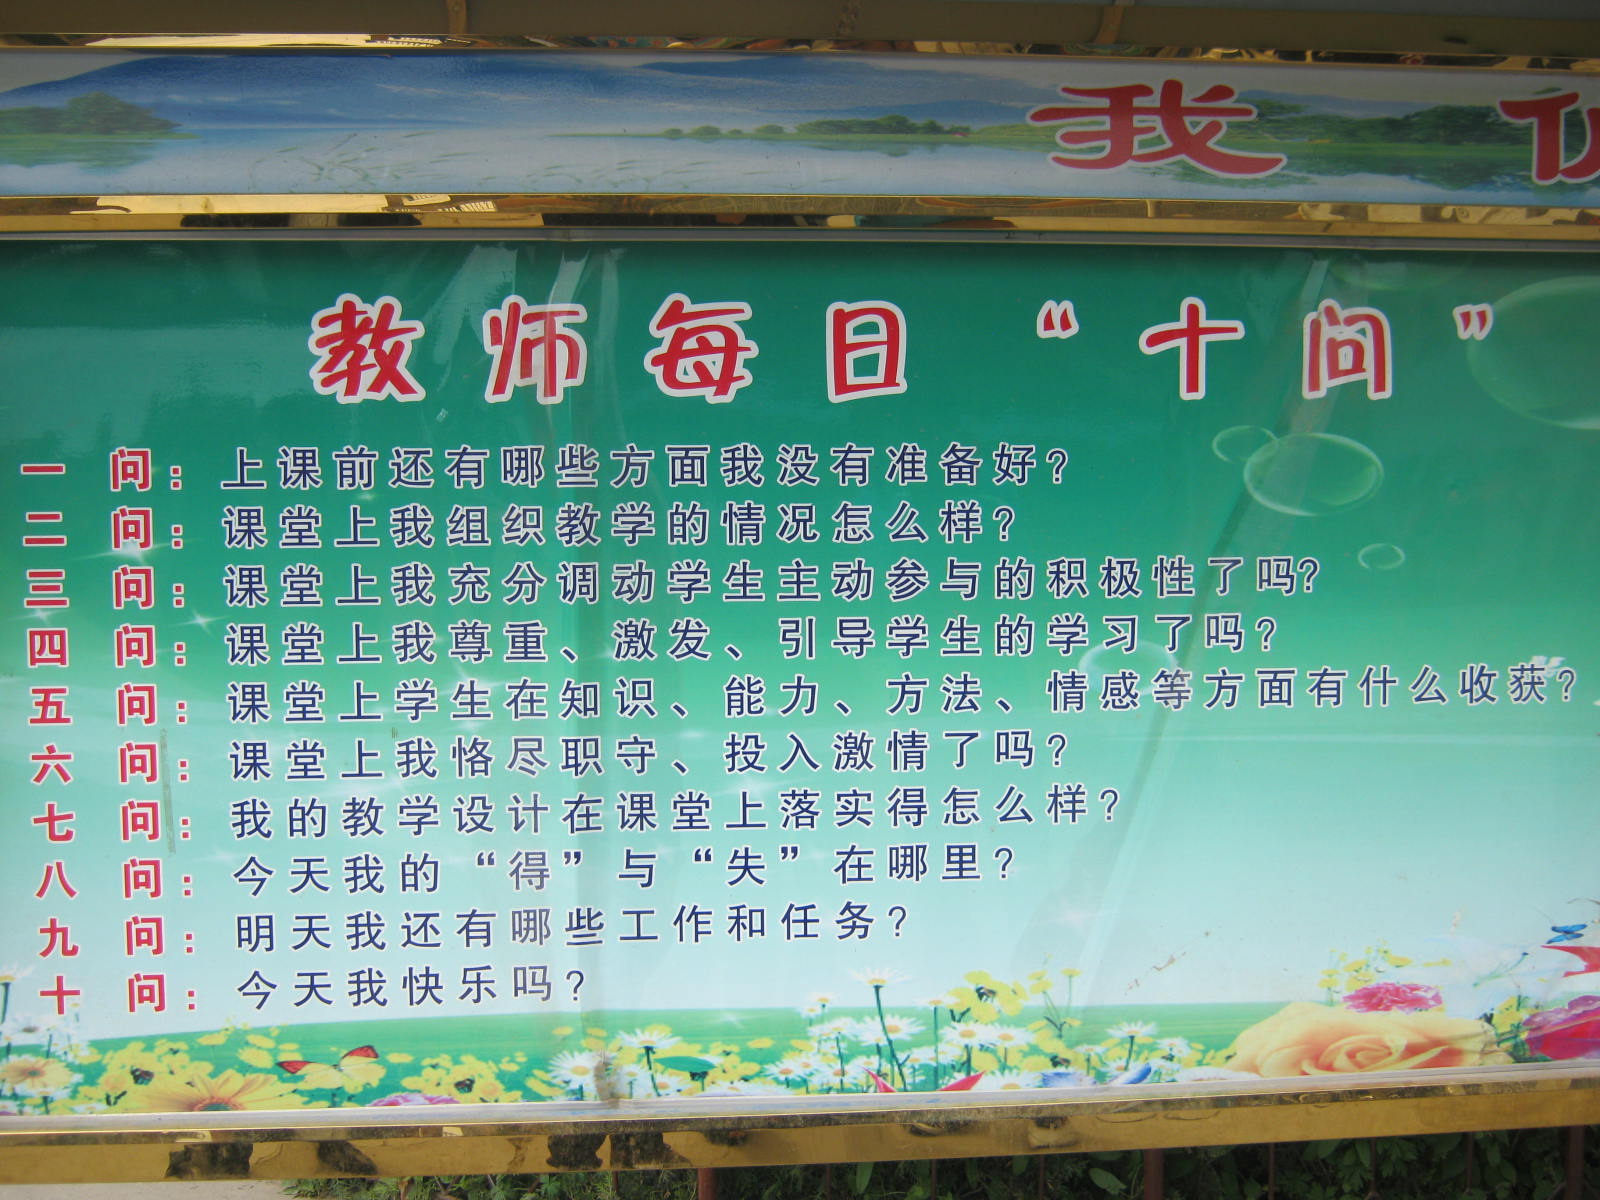 我
教师每日“十问”
一问：上课前还有哪些方面我没有准备好？
二问：课堂上我组织教学的情况怎么样？
三问：课堂上我充分调动学生主动参与的积极性了吗？
四问：课堂上我尊重、激发、引导学生的学习了吗？
五问：课堂上学生在知识、能力、方法、情感等方面有什么收获？
六问：课堂上我恪尽职守、投入激情了吗？
七问：我的教学设计在课堂上落实得怎么样？
八问：今天我的“得”与“失”在哪里？
九问：明天我还有哪些工作和任务？
十问：今天我快乐吗？